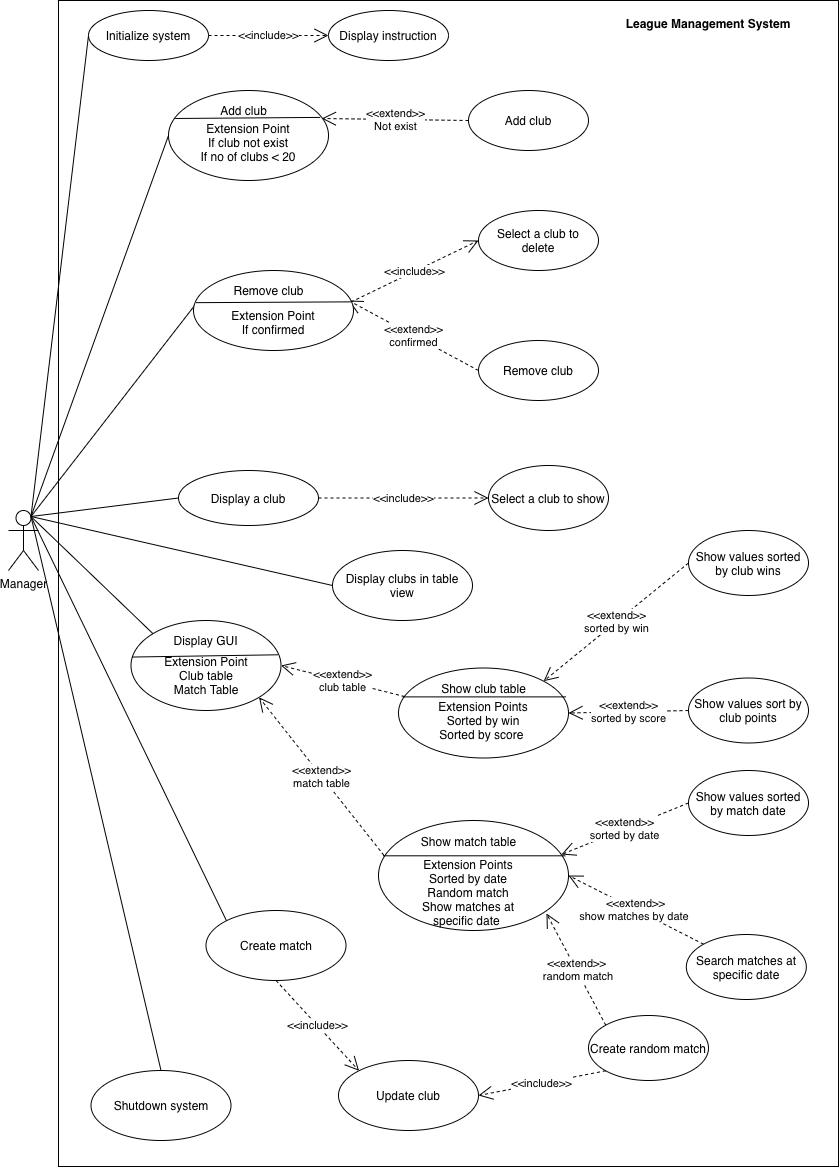 League Management System
Initialize system
<<include>>
Display instruction
Add club
Extension Point
If club not exist
If no of clubs < 20
<<extend>>
Not exist
Add club
Select a club to
delete
<<include>>
Remove club
Extension Point
If confirmed
<<extend>>
confirmed
Remove club
Display a club
<<include>>
Select a club to show
Manager
Display clubs in table
view
Show values sorted
by club wins
<<extend>>
sorted by win
Display GUI
Extension Point
Club table
Match Table
<<extend>>
club table
Show club table
Extension Points
Sorted by win
Sorted by score
<<extend>>
sorted by score
Show values sort by
club points
<<extend>>
match table
Show values sorted
by match date
<<extend>>
sorted by date
Show match table
Extension Points
Sorted by date
Random match
Show matches at
specific date
<<extend>>
show matches by date
Search matches at
specific date
Create match
<<extend>>
random match
<<include>>
Create random match
<<include>>
Update club
Shutdown system